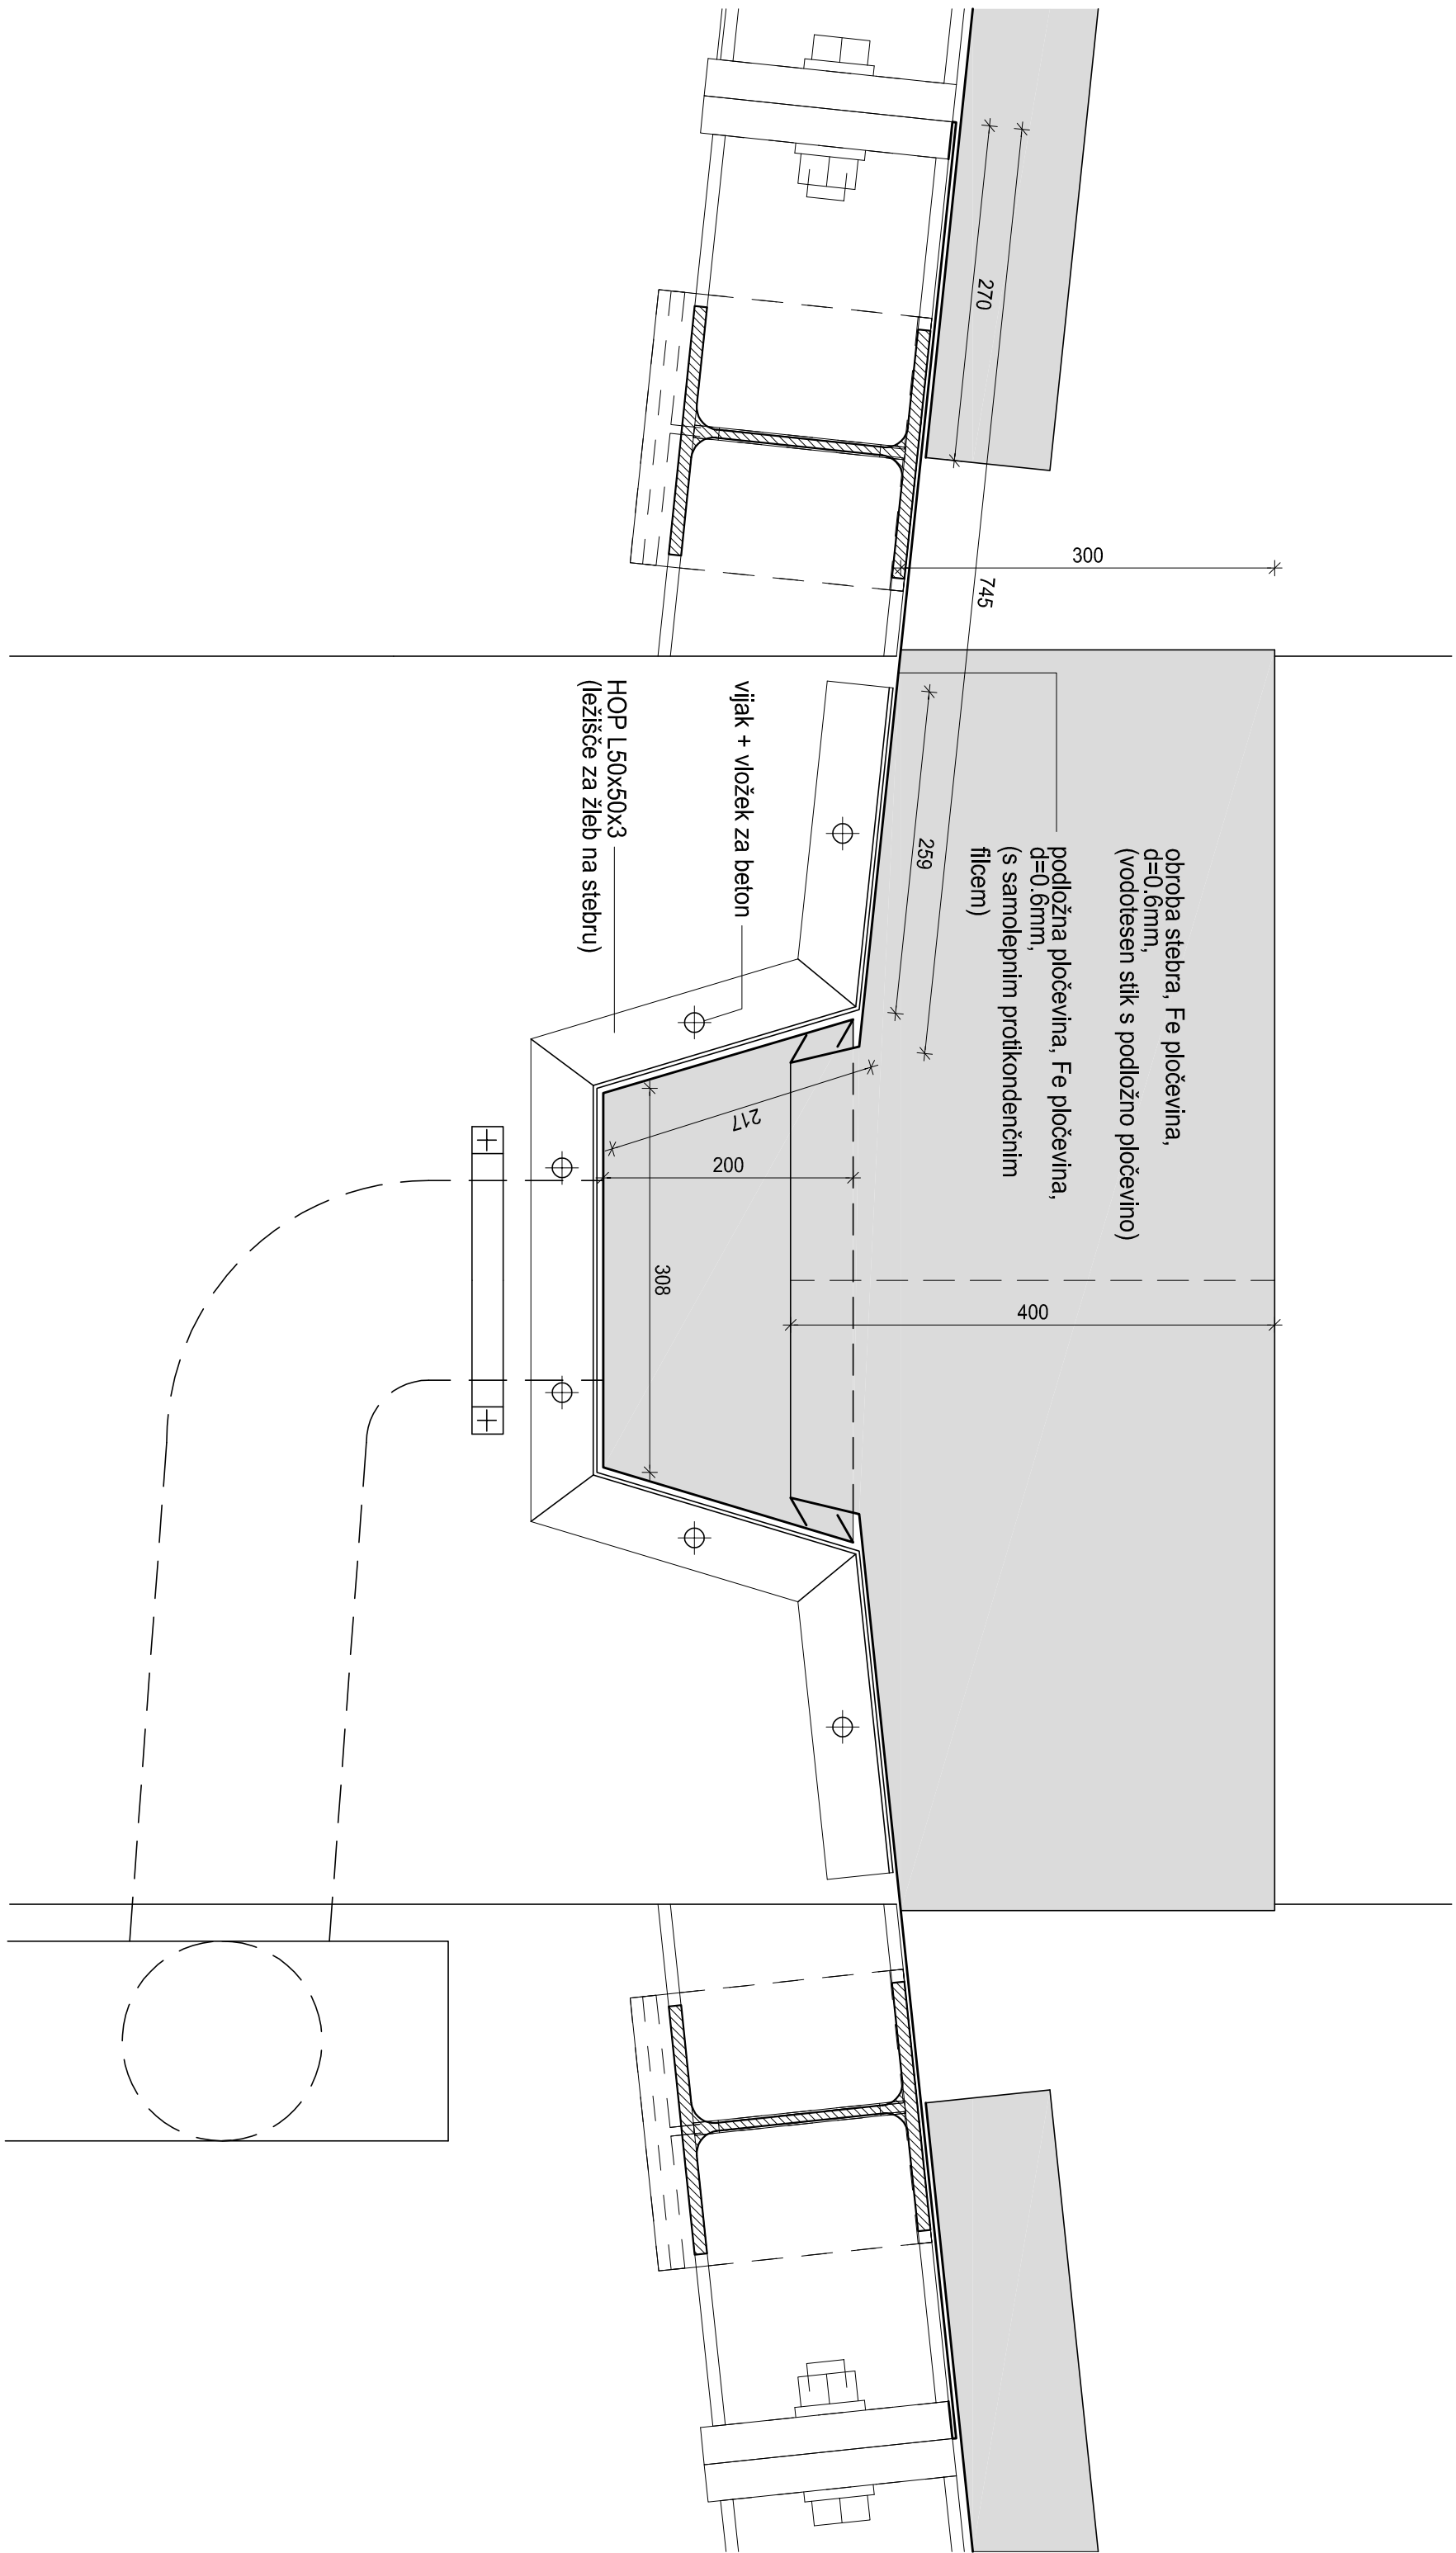 270
745
300
obroba stebra, Fe pločevina,
d=0.6mm,
(vodotesen stik s podložno pločevino)
podložna pločevina, Fe pločevina,
d=0.6mm,
(s samolepnim protikondenčnim
filcem)
259
vijak + vložek za beton
HOP L50x50x3
(ležišče za žleb na stebru)
217
200
308
400